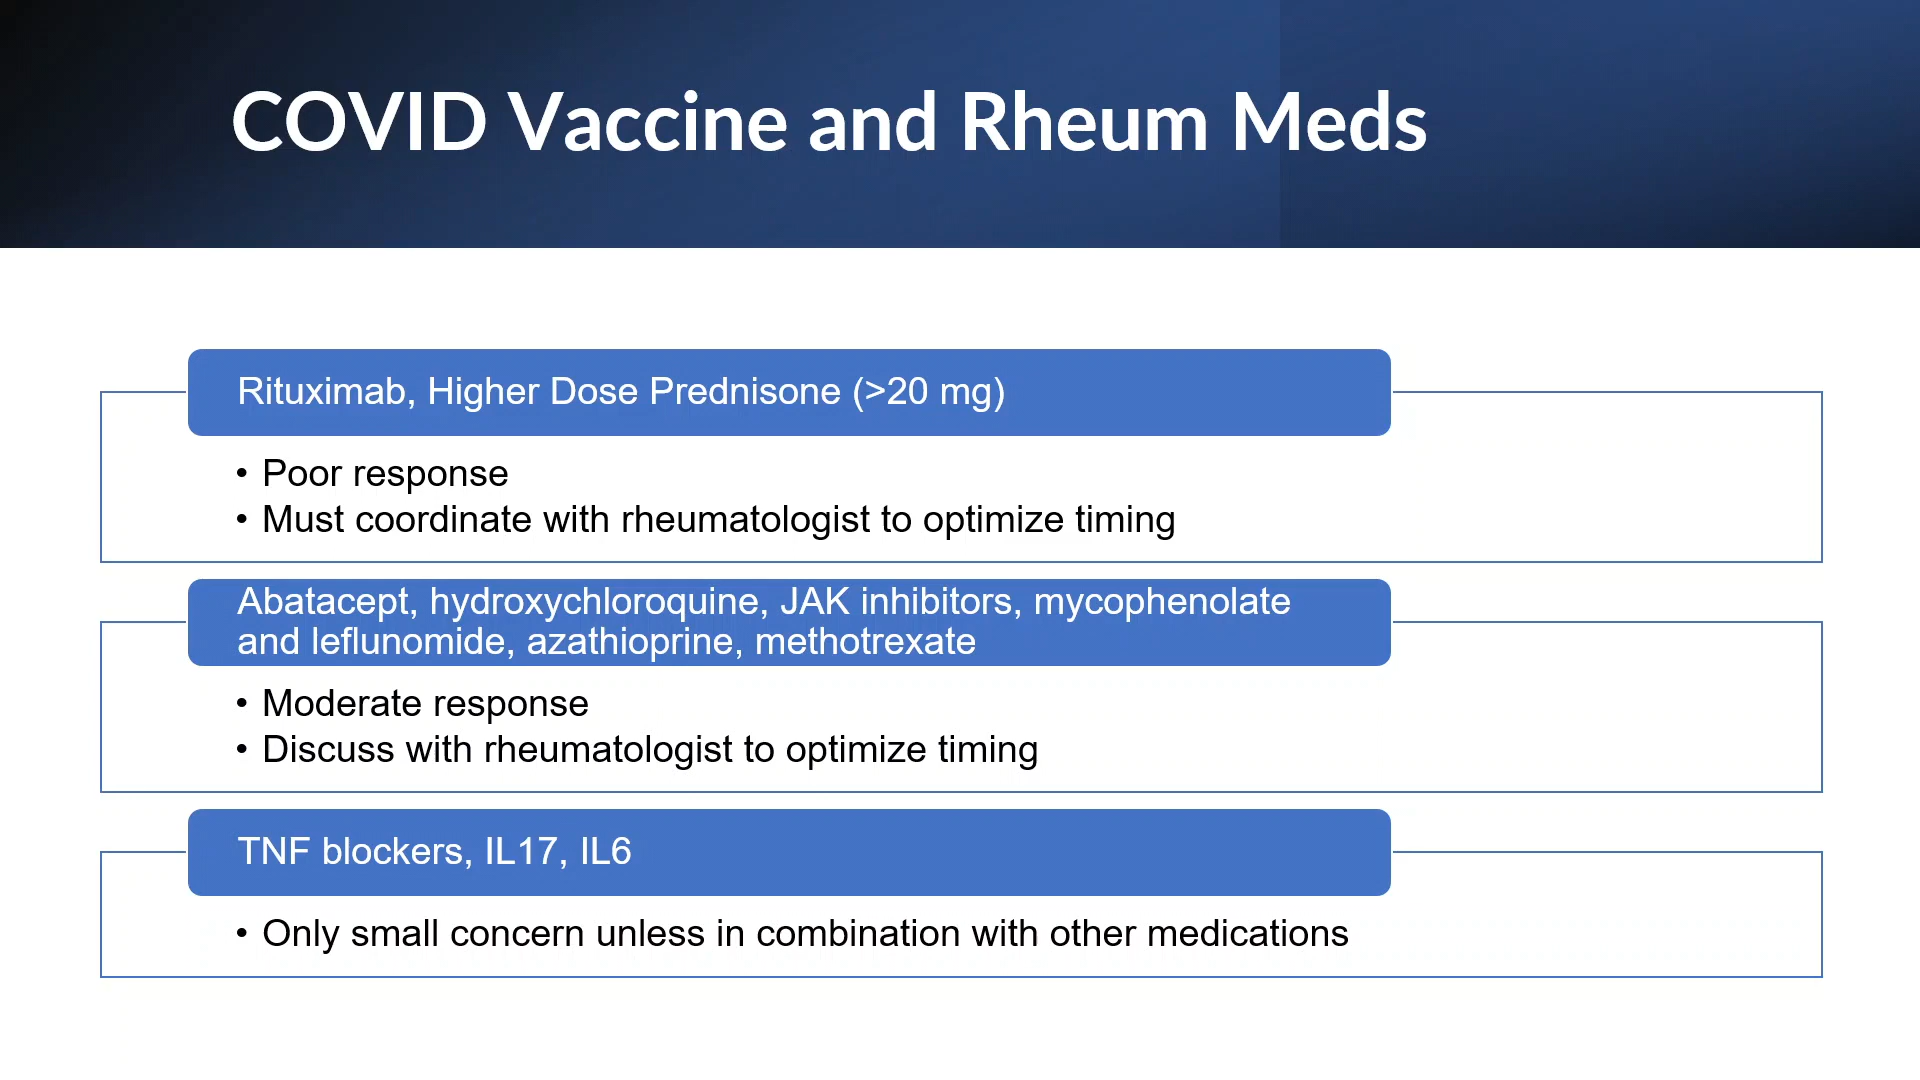 COVID Vaccine and Rheum Meds
Rituximab, Higher Dose Prednisone (>20 mg)
• Poor response
• Must coordinate with rheumatologist to optimize timing
Abatacept, hydroxychloroquine, JAK inhibitors, mycophenolate
and leflunomide, azathioprine, methotrexate
• Moderate response
• Discuss with rheumatologist to optimize timing
TNF blockers, IL17, IL6
• Only small concern unless in combination with other medications